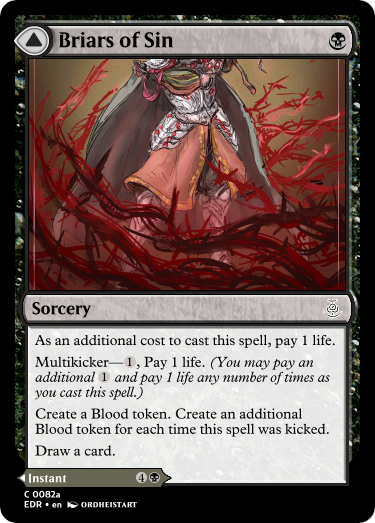 Briars of Sin
Sorcery
As an additional cost to cast this spell, pay 1 life.
Multikicker—1, Pay 1 life. (You may pay an
additional 1 and pay 1 life any number of times as
you cast this spell.)
Create a Blood token. Create an additional
Blood token for each time this spell was kicked.
Draw a card.
Instant 4
C 0082a
EDR • en ORDHEISTART